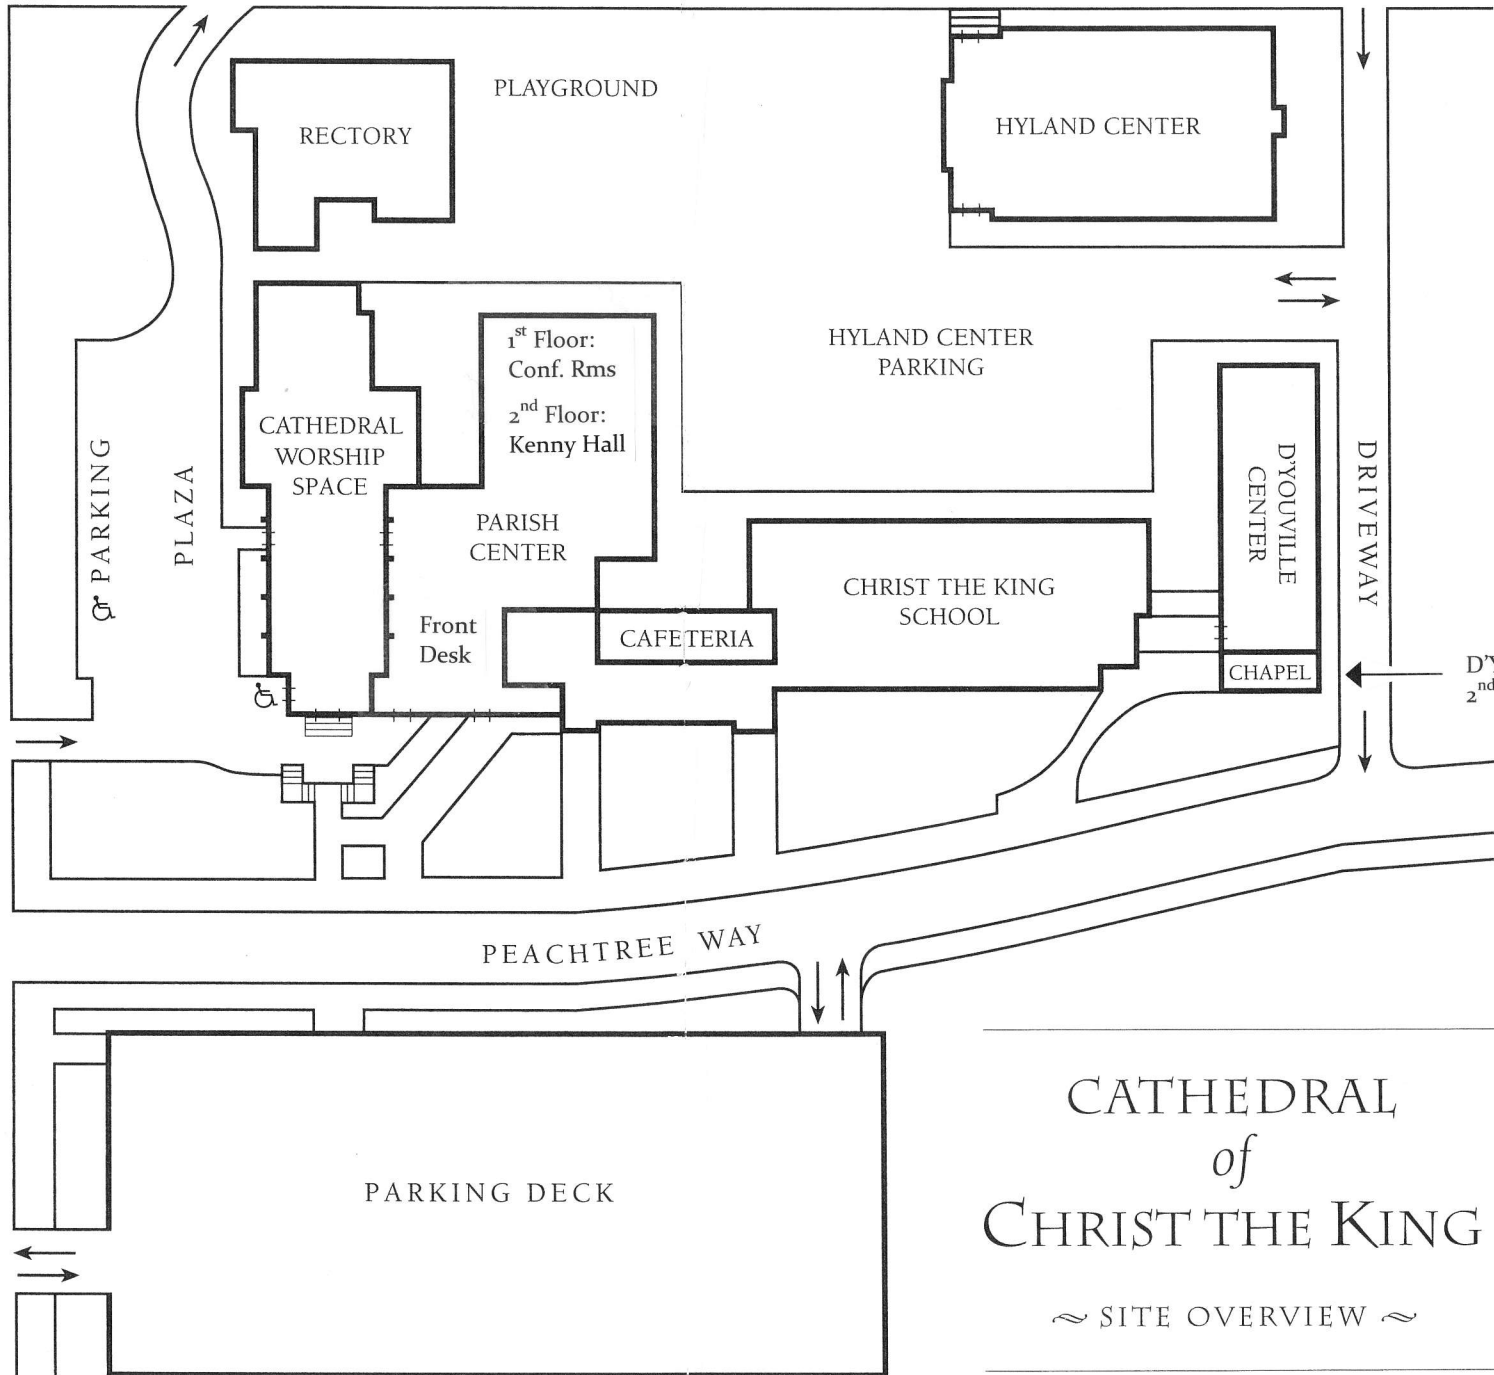 PLAYGROUND
RECTORY
HYLAND CENTER
1st Floor:
Conf. Rms
2nd Floor:
Kenny Hall
HYLAND CENTER
PARKING
CATHEDRAL
WORSHIP
SPACE
PARKING
PLAZA
PARISH
CENTER
D'YOUVILLE
CENTER
DRIVEWAY
CHRIST THE KING
SCHOOL
Front
Desk
CAFETERIA
CHAPEL
D'Y
2nd
PEACHTREE WAY
PARKING DECK
CATHEDRAL
of
CHRIST THE KING
~ SITE OVERVIEW ~